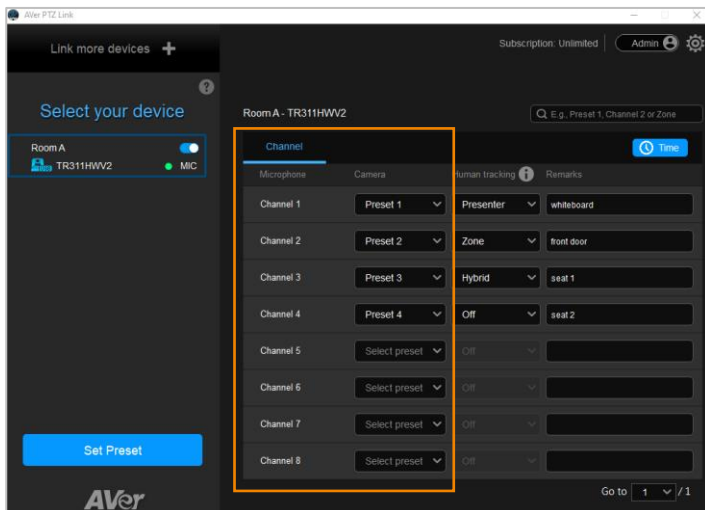 AVer PTZ Link
Link more devices +
Subscription: Unlimited
Admin
?
Select your device
Room A - TR311HWV2
E.g., Preset 1, Channel 2 or Zone
Room A
TR311HWV2
MIC
Channel
Time
Microphone Camera Human tracking i Remarks
Channel 1 Preset 1 Presenter whiteboard
Channel 2 Preset 2 Zone front door
Channel 3 Preset 3 Hybrid seat 1
Channel 4 Preset 4 Off seat 2
Channel 5 Select preset Off
Channel 6 Select preset Off
Channel 7 Select preset Off
Channel 8 Select preset Off
Set Preset
Go to 1 / 1
AVer